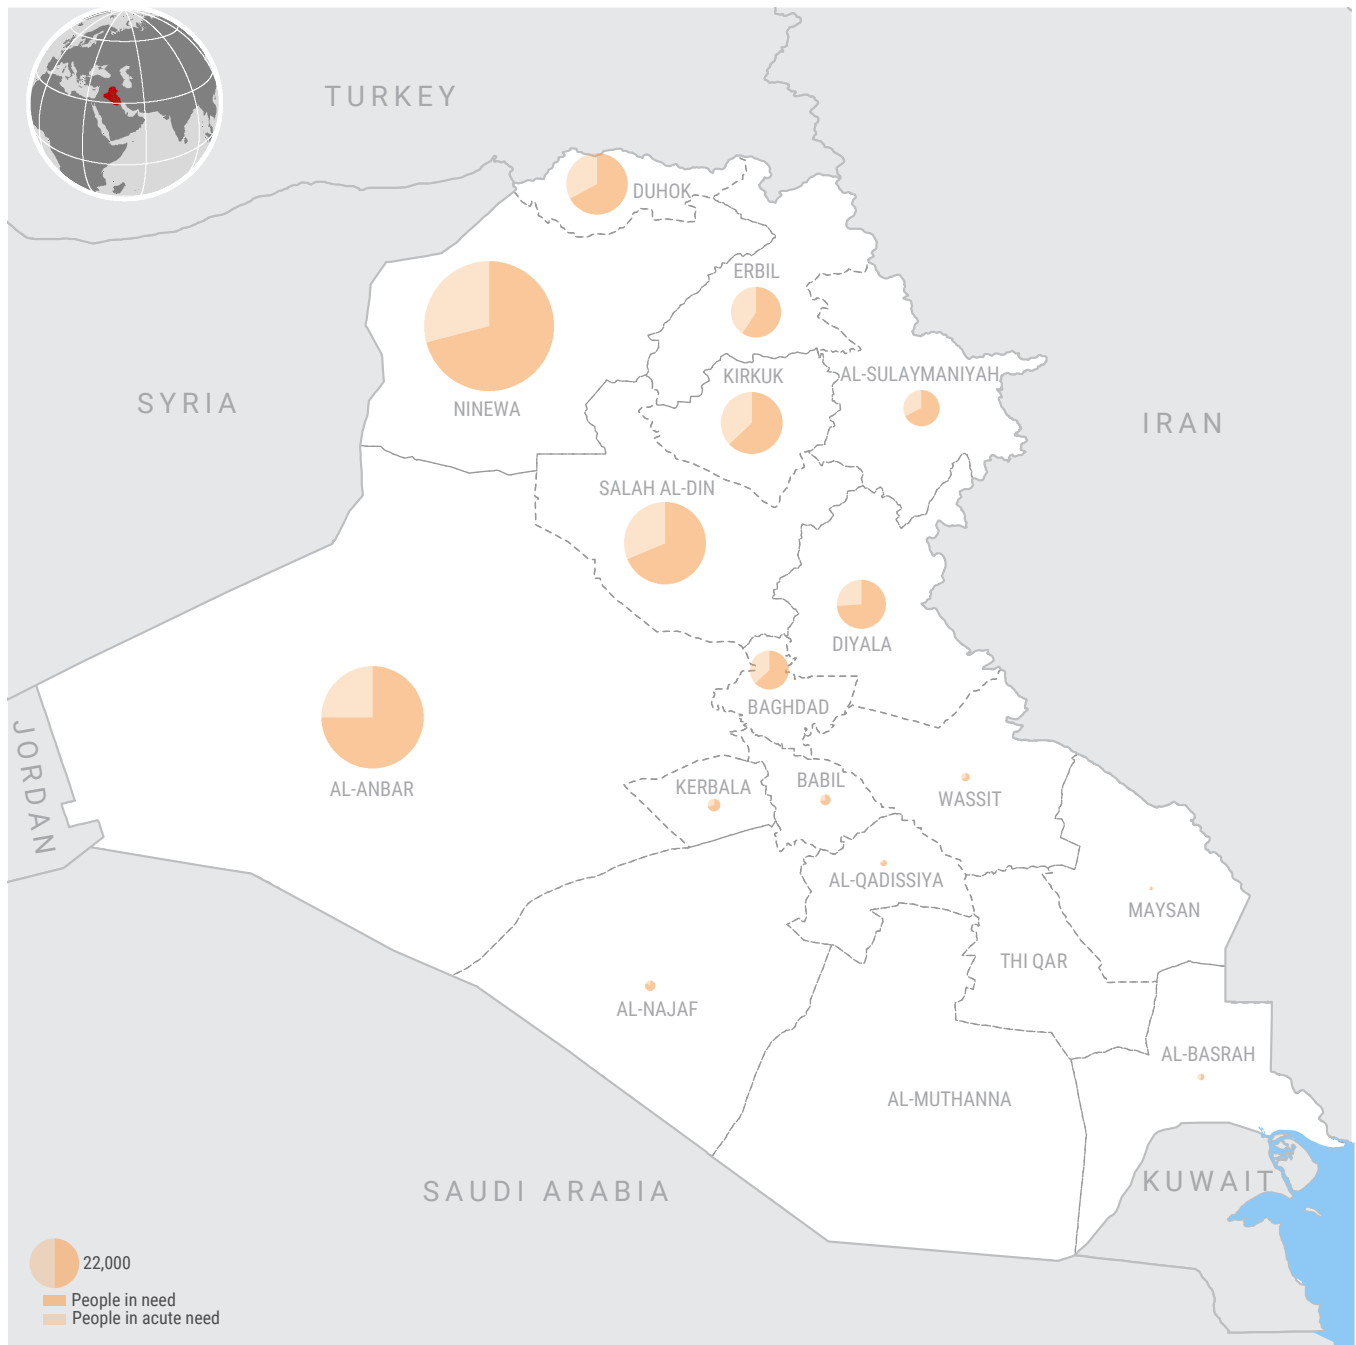 TURKEY
DUHOK
ERBIL
KIRKUK
AL-SULAYMANIYAH
SYRIA
NINEWA
IRAN
SALAH AL-DIN
DIYALA
BAGHDAD
JORDAN
AL-ANBAR
KERBALA
BABIL
WASSIT
AL-QADISSIYA
MAYSAN
THI QAR
AL-NAJAF
AL-BASRAH
AL-MUTHANNA
KUWAIT
SAUDI ARABIA
22,000
People in need
People in acute need